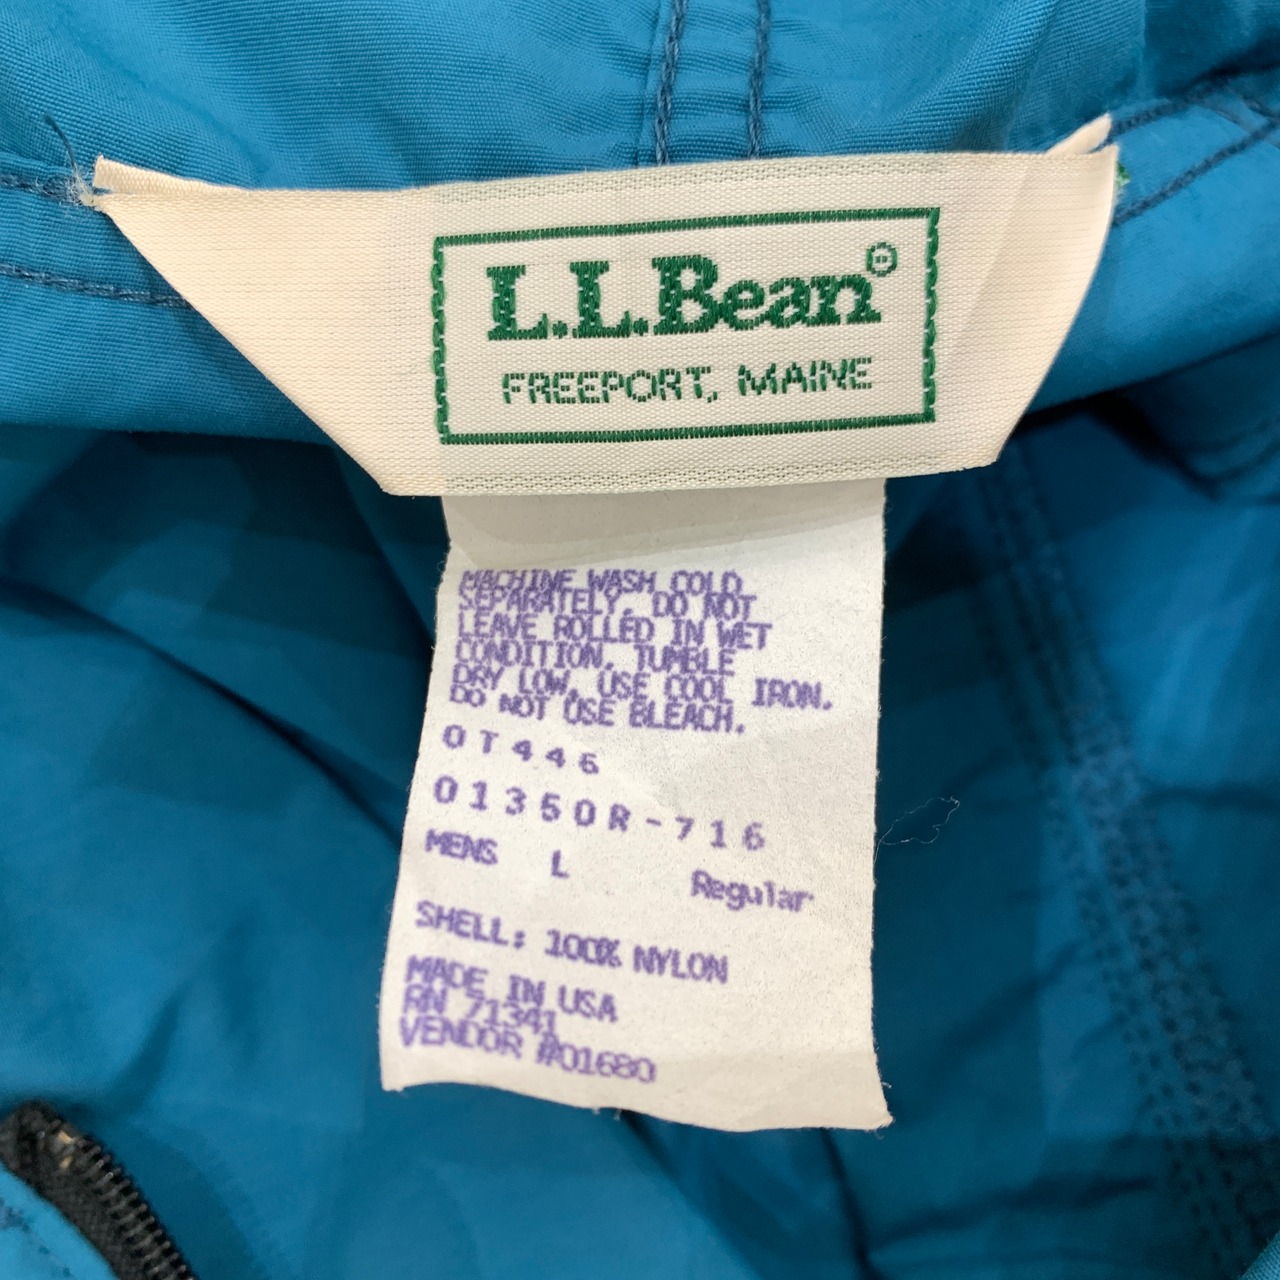 L.L.Bean®
FREEPORT, MAINE
MACHINE WASH COLD
SEPARATELY. DO NOT
LEAVE ROLLED IN WET
CONDITION. TUMBLE
DRY LOW. USE COOL IRON.
DO NOT USE BLEACH.
OT446
01350R-716
MENS L Regular
SHELL: 100% NYLON
MADE IN USA
RN 71341
VENDOR #01680